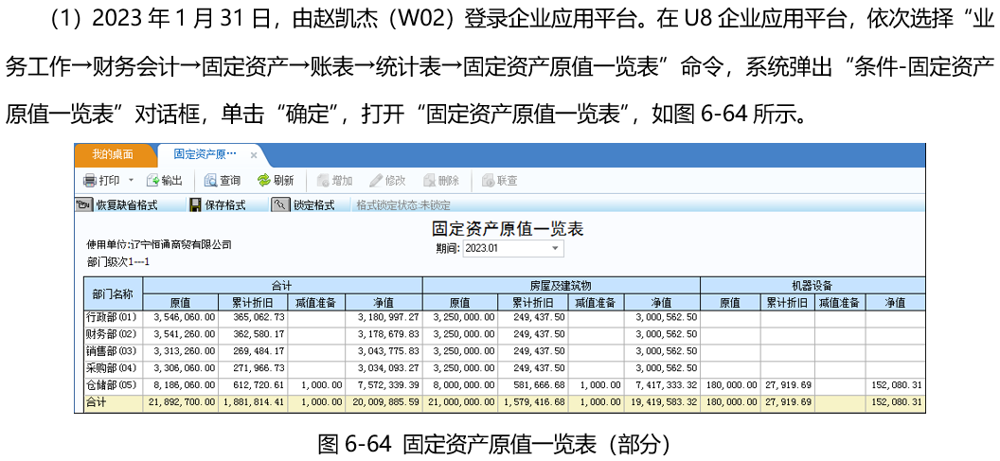 （1）2023 年 1 月 31 日，由赵凯杰（W02）登录企业应用平台。在 U8 企业应用平台，依次选择“业
务工作→财务会计→固定资产→账表→统计表→固定资产原值一览表”命令，系统弹出“条件-固定资产
原值一览表”对话框，单击“确定”，打开“固定资产原值一览表”，如图 6-64 所示。
我的桌面 固定资产原… ×
打印 输出 查询 刷新 增加 修改 删除 联查
恢复缺省格式 保存格式 锁定格式 格式锁定状态:未锁定
固定资产原值一览表
使用单位:辽宁恒通商贸有限公司 期间: 2023.01
部门级次1---1
部门名称 合计 房屋及建筑物 机器设备
原值 累计折旧 减值准备 净值 原值 累计折旧 减值准备 净值 原值 累计折旧 减值准备 净值
行政部(01) 3,546,060.00 365,062.73 3,180,997.27 3,250,000.00 249,437.50 3,000,562.50
财务部(02) 3,541,260.00 362,580.17 3,178,679.83 3,250,000.00 249,437.50 3,000,562.50
销售部(03) 3,313,260.00 269,484.17 3,043,775.83 3,250,000.00 249,437.50 3,000,562.50
采购部(04) 3,306,060.00 271,966.73 3,034,093.27 3,250,000.00 249,437.50 3,000,562.50
仓储部(05) 8,186,060.00 612,720.61 1,000.00 7,572,339.39 8,000,000.00 581,666.68 1,000.00 7,417,333.32 180,000.00 27,919.69 152,080.31
合计 21,892,700.00 1,881,814.41 1,000.00 20,009,885.59 21,000,000.00 1,579,416.68 1,000.00 19,419,583.32 180,000.00 27,919.69 152,080.31
图 6-64 固定资产原值一览表（部分）